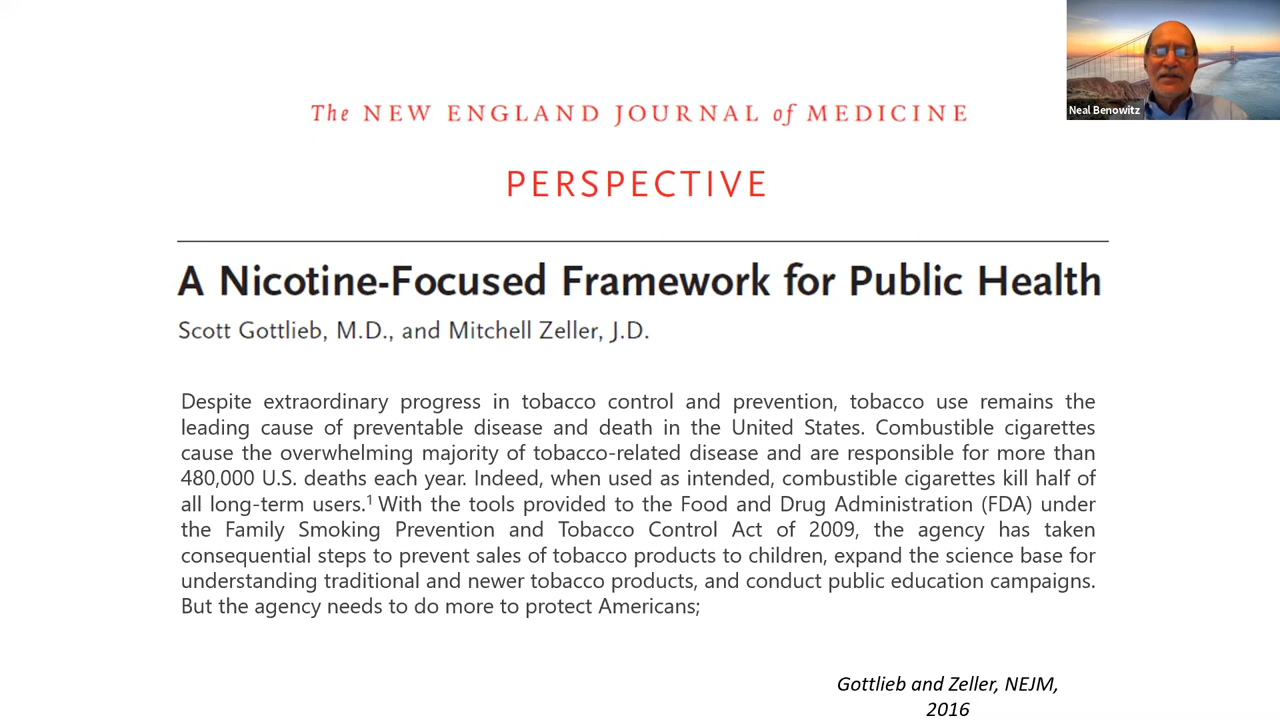 Neal Benowitz
The NEW ENGLAND JOURNAL of MEDICINE
PERSPECTIVE
A Nicotine-Focused Framework for Public Health
Scott Gottlieb, M.D., and Mitchell Zeller, J.D.
Despite extraordinary progress in tobacco control and prevention, tobacco use remains the
leading cause of preventable disease and death in the United States. Combustible cigarettes
cause the overwhelming majority of tobacco-related disease and are responsible for more than
480,000 U.S. deaths each year. Indeed, when used as intended, combustible cigarettes kill half of
all long-term users.¹ With the tools provided to the Food and Drug Administration (FDA) under
the Family Smoking Prevention and Tobacco Control Act of 2009, the agency has taken
consequential steps to prevent sales of tobacco products to children, expand the science base for
understanding traditional and newer tobacco products, and conduct public education campaigns.
But the agency needs to do more to protect Americans;
Gottlieb and Zeller, NEJM,
2016